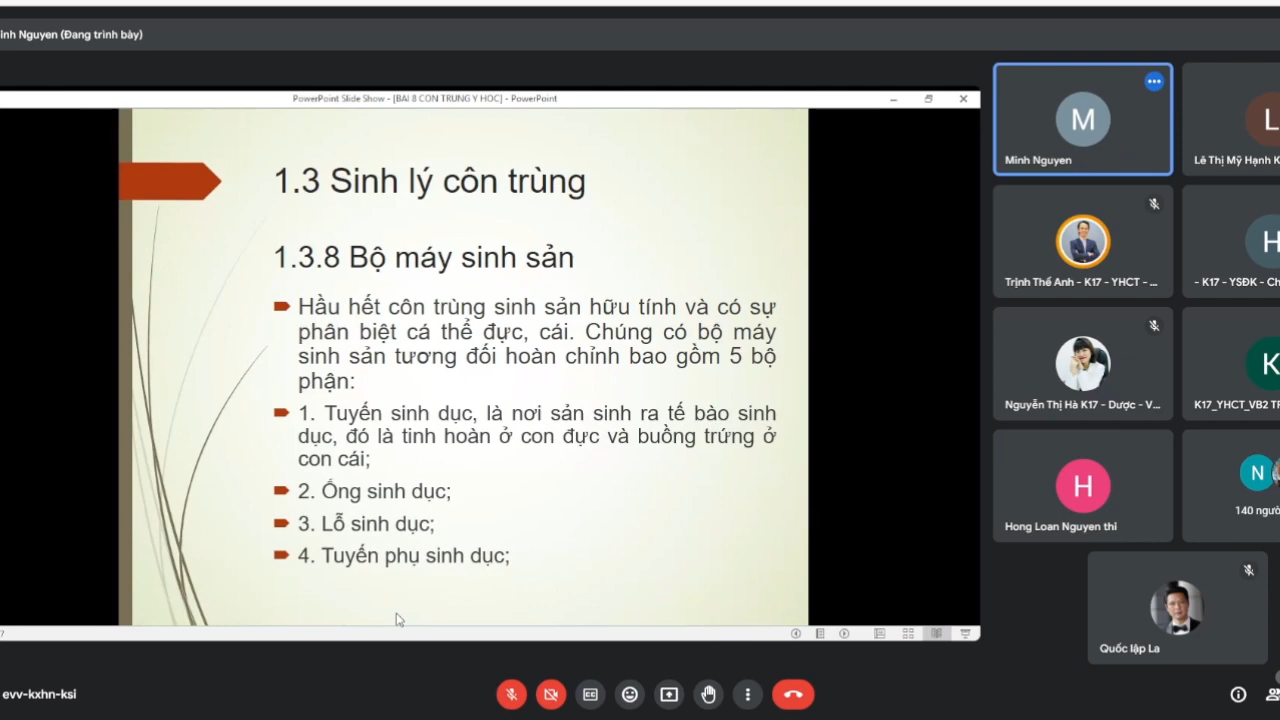 inh Nguyen (Đang trình bày)
PowerPoint Slide Show - [BAI 8 CON TRUNG Y HOC] - PowerPoint
1.3 Sinh lý côn trùng
1.3.8 Bộ máy sinh sản
Hầu hết côn trùng sinh sản hữu tính và có sự
phân biệt cá thể đực, cái. Chúng có bộ máy
sinh sản tương đối hoàn chỉnh bao gồm 5 bộ
phận:
1. Tuyến sinh dục, là nơi sản sinh ra tế bào sinh
dục, đó là tinh hoàn ở con đực và buồng trứng ở
con cái;
2. Ống sinh dục;
3. Lỗ sinh dục;
4. Tuyến phụ sinh dục;
7
M
Minh Nguyen
L
Lê Thị Mỹ Hạnh K
Trịnh Thế Anh - K17 - YHCT - ...
H
- K17 - YSĐK - Ch
Nguyễn Thị Hà K17 - Dược - V...
K
K17_YHCT_VB2 TP
H
Hong Loan Nguyen thi
N
140 ngườ
Quốc lập La
evv-kxhn-ksi